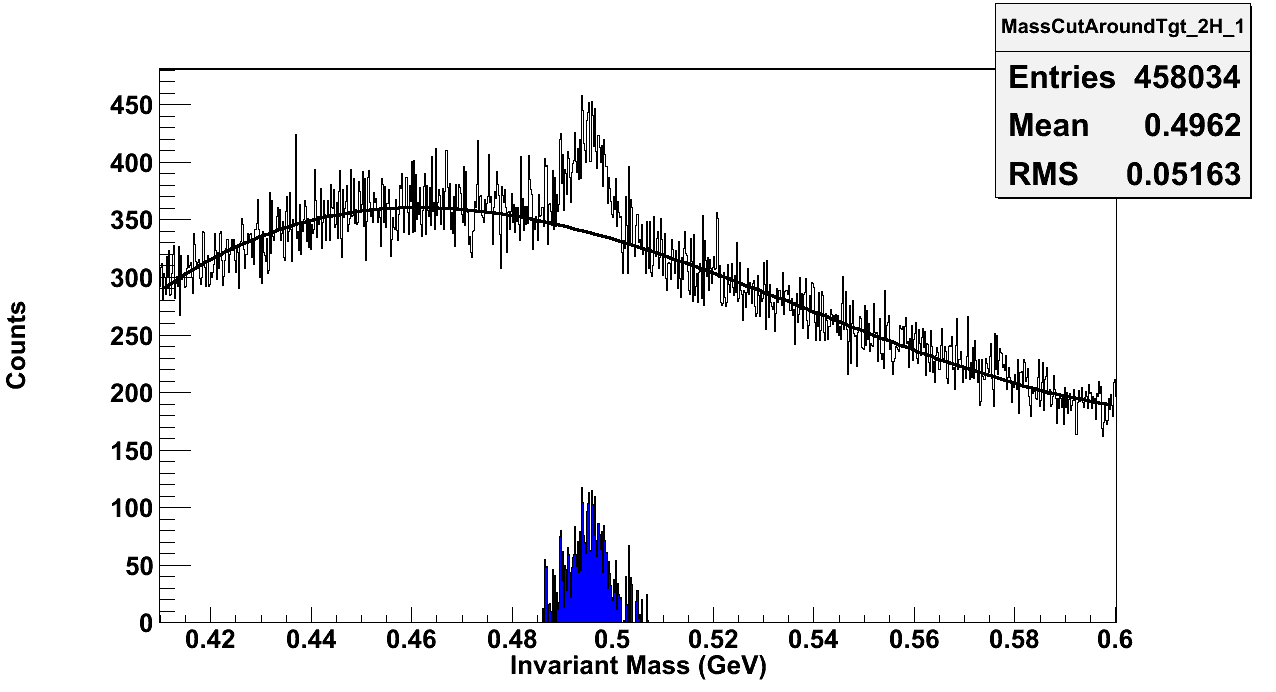 MassCutAroundTgt_2H_1
Entries 458034
Mean 0.4962
RMS 0.05163
450
400
350
300
250
200
150
100
50
0
Counts
0.42 0.44 0.46 0.48 0.5 0.52 0.54 0.56 0.58 0.6
Invariant Mass (GeV)